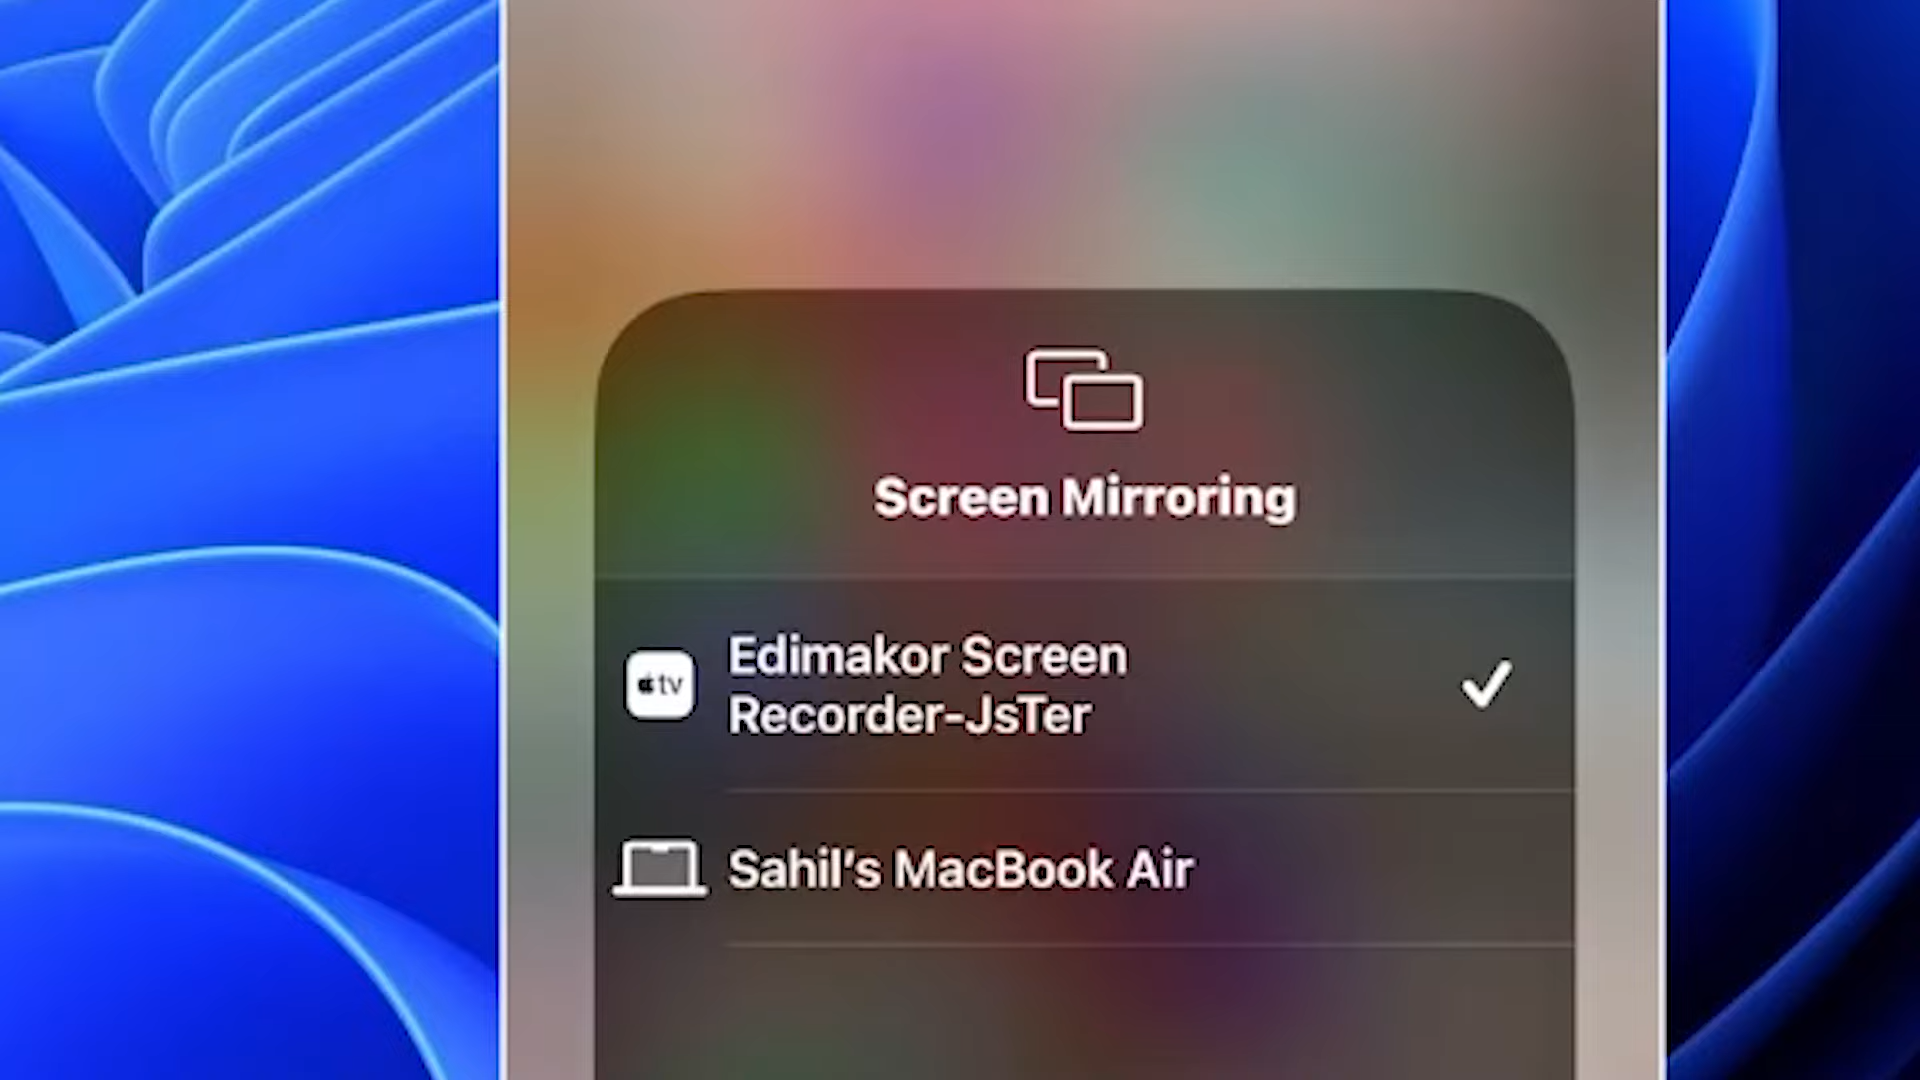 Screen Mirroring
tv
Edimakor Screen
Recorder-JsTer
Sahil's MacBook Air